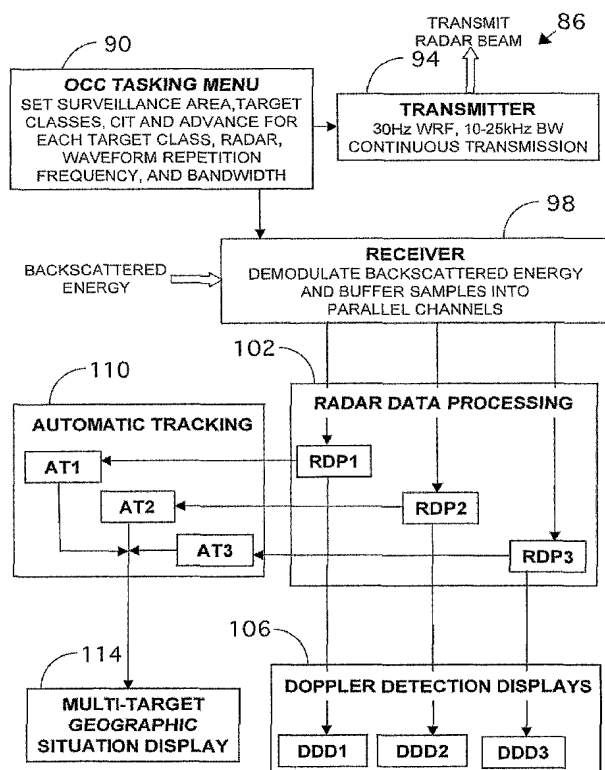 TRANSMIT
RADAR BEAM
86
90
OCC TASKING MENU
SET SURVEILLANCE AREA,TARGET
CLASSES, CIT AND ADVANCE FOR
EACH TARGET CLASS, RADAR,
WAVEFORM REPETITION
FREQUENCY, AND BANDWIDTH
94
TRANSMITTER
30Hz WRF, 10-25kHz BW
CONTINUOUS TRANSMISSION
98
BACKSCATTERED
ENERGY
RECEIVER
DEMODULATE BACKSCATTERED ENERGY
AND BUFFER SAMPLES INTO
PARALLEL CHANNELS
110
AUTOMATIC TRACKING
AT1
AT2
AT3
102
RADAR DATA PROCESSING
RDP1
RDP2
RDP3
114
MULTI-TARGET
GEOGRAPHIC
SITUATION DISPLAY
106
DOPPLER DETECTION DISPLAYS
DDD1
DDD2
DDD3